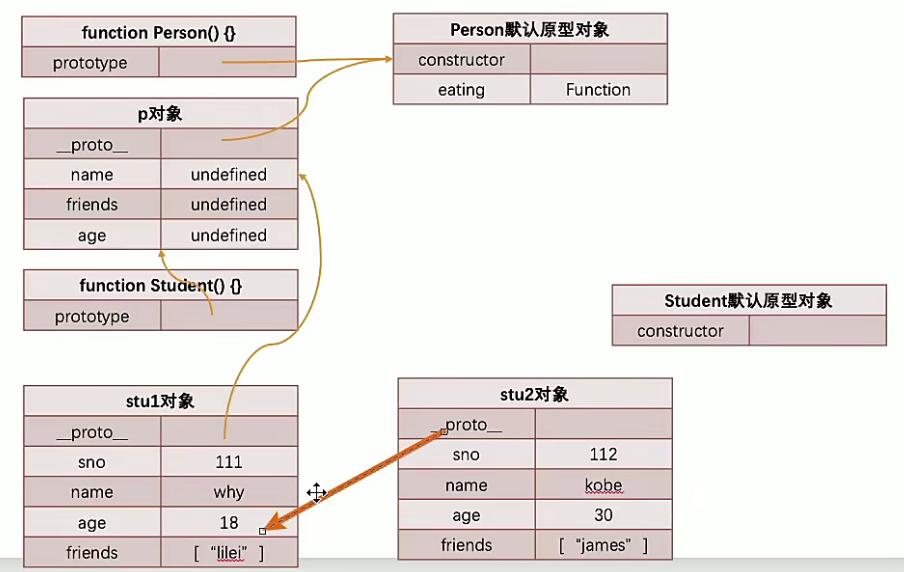 function Person() {}
prototype
Person默认原型对象
constructor
eating Function
p对象
__proto__
name undefined
friends undefined
age undefined
function Student() {}
prototype
Student默认原型对象
constructor
stu1对象
__proto__
sno 111
name why
age 18
friends [ “lilei” ]
stu2对象
__proto__
sno 112
name kobe
age 30
friends [ “james” ]